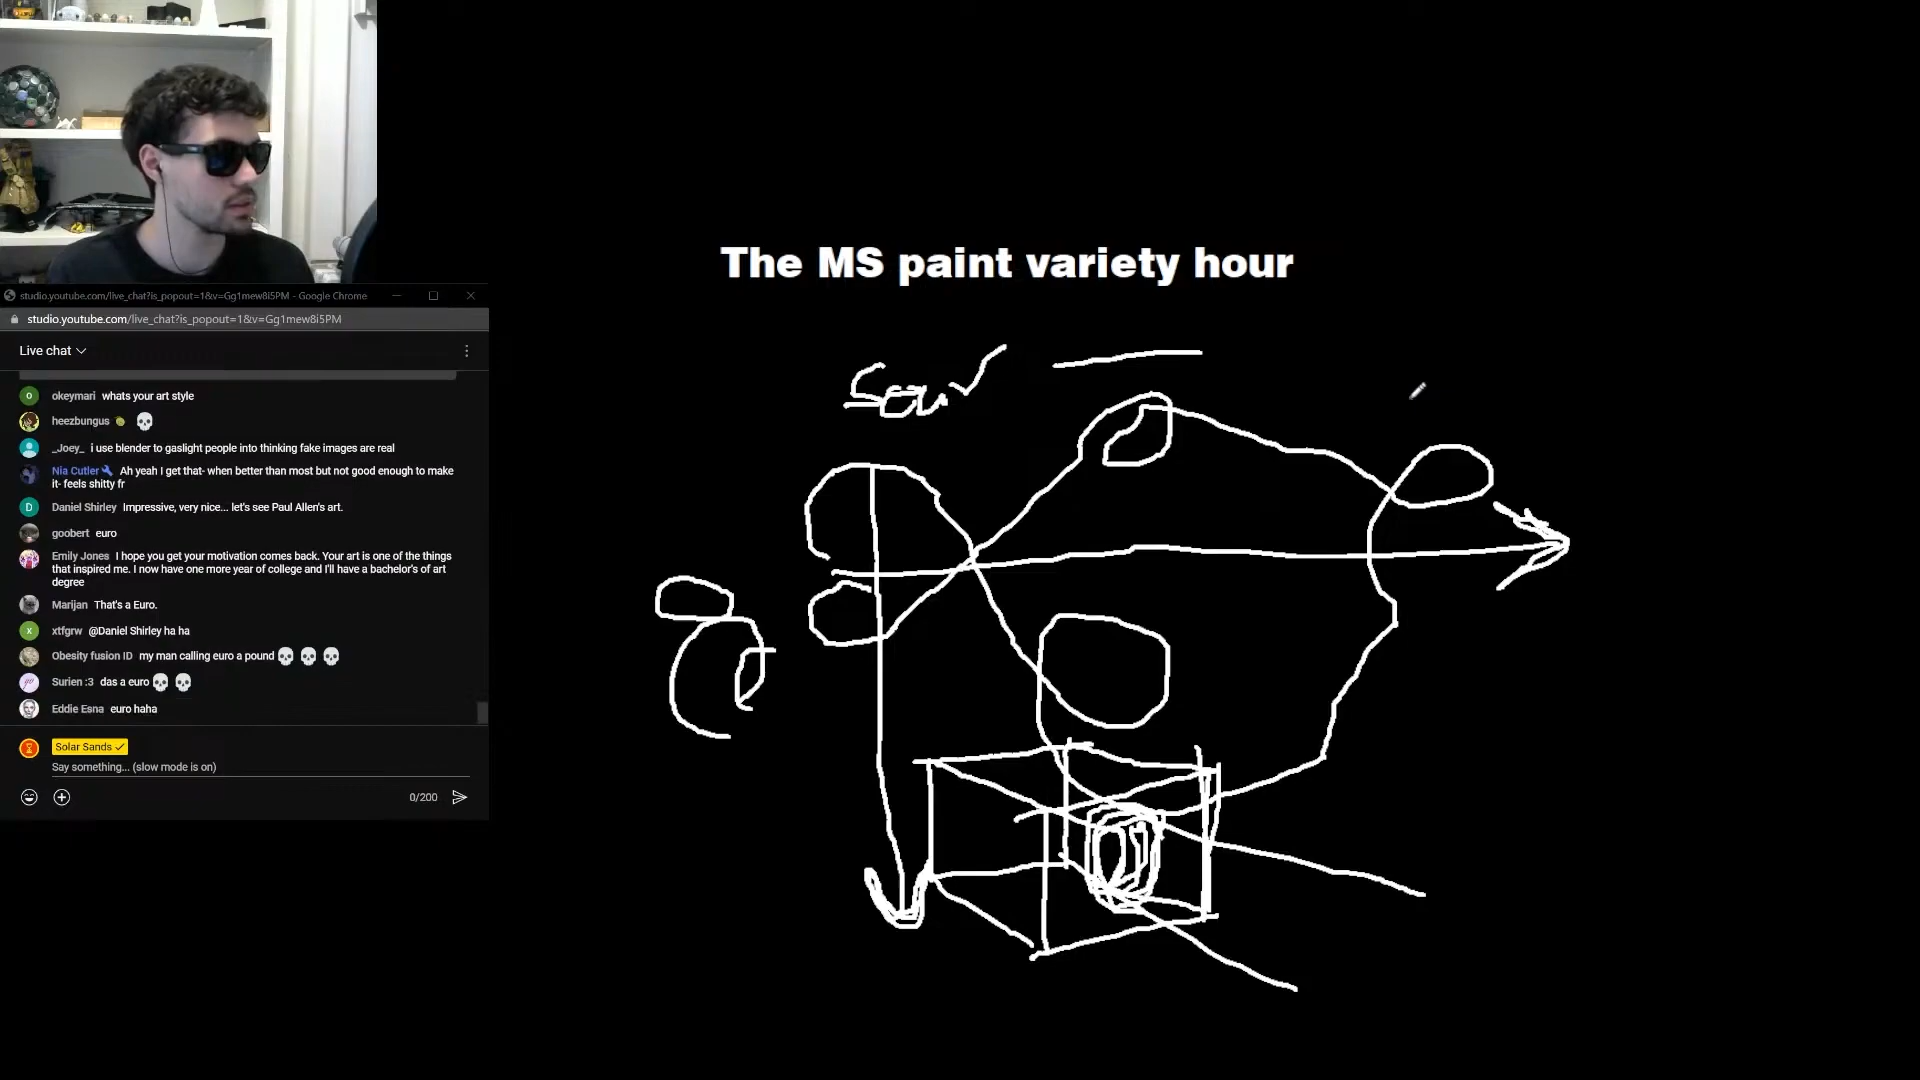 studio.youtube.com/live_chat?is_popout=1&v=Gg1mew8i5PM - Google Chrome
studio.youtube.com/live_chat?is_popout=1&v=Gg1mew8i5PM
Live chat
okeymari whats your art style
heezbungus
_Joey_ i use blender to gaslight people into thinking fake images are real
Nia Cutler Ah yeah I get that- when better than most but not good enough to make
it- feels shitty fr
Daniel Shirley Impressive, very nice... let's see Paul Allen's art.
goobert euro
Emily Jones I hope you get your motivation comes back. Your art is one of the things
that inspired me. I now have one more year of college and I'll have a bachelor's of art
degree
Marijan That's a Euro.
xtfgrw @Daniel Shirley ha ha
Obesity fusion ID my man calling euro a pound
Surien :3 das a euro
Eddie Esna euro haha
Solar Sands
Say something... (slow mode is on)
0/200
The MS paint variety hour